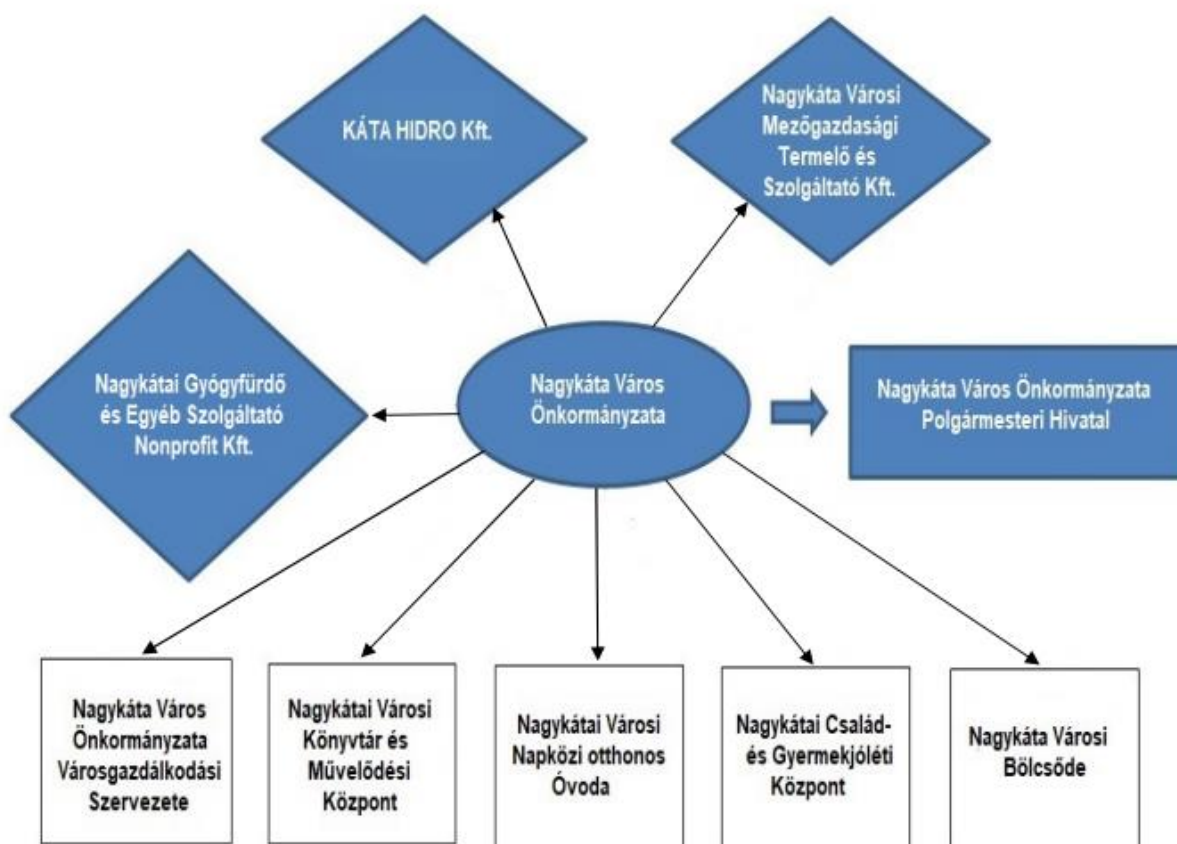 KÁTA HIDRO Kft.
Nagykáta Városi
Mezőgazdasági
Termelő és
Szolgáltató Kft.
Nagykátai Gyógyfürdő
és Egyéb Szolgáltató
Nonprofit Kft.
Nagykáta Város
Önkormányzata
Nagykáta Város Önkormányzata
Polgármesteri Hivatal
Nagykáta Város
Önkormányzata
Városgazdálkodási
Szervezete
Nagykátai Városi
Könyvtár és
Művelődési
Központ
Nagykátai Városi
Napközi otthonos
Óvoda
Nagykátai Család-
és Gyermekjóléti
Központ
Nagykáta Városi
Bölcsőde